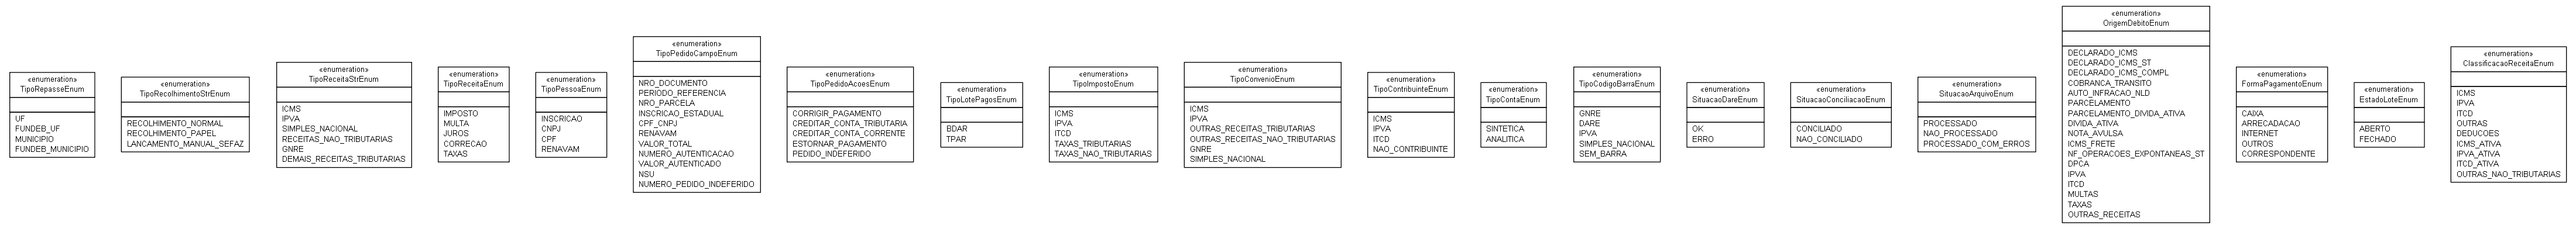 «enumeration»
TipoRepasseEnum
UF
FUNDEB_UF
MUNICIPIO
FUNDEB_MUNICIPIO
«enumeration»
TipoRecolhimentoStrEnum
RECOLHIMENTO_NORMAL
RECOLHIMENTO_PAPEL
LANCAMENTO_MANUAL_SEFAZ
«enumeration»
TipoReceitaStrEnum
ICMS
IPVA
SIMPLES_NACIONAL
RECEITAS_NAO_TRIBUTARIAS
GNRE
DEMAIS_RECEITAS_TRIBUTARIAS
«enumeration»
TipoReceitaEnum
IMPOSTO
MULTA
JUROS
CORRECAO
TAXAS
«enumeration»
TipoPessoaEnum
INSCRICAO
CNPJ
CPF
RENAVAM
«enumeration»
TipoPedidoCampoEnum
NRO_DOCUMENTO
PERIODO_REFERENCIA
NRO_PARCELA
INSCRICAO_ESTADUAL
CPF_CNPJ
RENAVAM
VALOR_TOTAL
NUMERO_AUTENTICACAO
VALOR_AUTENTICADO
NSU
NUMERO_PEDIDO_INDEFERIDO
«enumeration»
TipoPedidoAcoesEnum
CORRIGIR_PAGAMENTO
CREDITAR_CONTA_TRIBUTARIA
CREDITAR_CONTA_CORRENTE
ESTORNAR_PAGAMENTO
PEDIDO_INDEFERIDO
«enumeration»
TipoLotePagosEnum
BDAR
TPAR
«enumeration»
TipoImpostoEnum
ICMS
IPVA
ITCD
TAXAS_TRIBUTARIAS
TAXAS_NAO_TRIBUTARIAS
«enumeration»
TipoConvenioEnum
ICMS
IPVA
OUTRAS_RECEITAS_TRIBUTARIAS
OUTRAS_RECEITAS_NAO_TRIBUTARIAS
GNRE
SIMPLES_NACIONAL
«enumeration»
TipoContribuinteEnum
ICMS
IPVA
ITCD
NAO_CONTRIBUINTE
«enumeration»
TipoContaEnum
SINTETICA
ANALITICA
«enumeration»
TipoCodigoBarraEnum
GNRE
DARE
IPVA
SIMPLES_NACIONAL
SEM_BARRA
«enumeration»
SituacaoDareEnum
OK
ERRO
«enumeration»
SituacaoConciliacaoEnum
CONCILIADO
NAO_CONCILIADO
«enumeration»
SituacaoArquivoEnum
PROCESSADO
NAO_PROCESSADO
PROCESSADO_COM_ERROS
«enumeration»
OrigemDebitoEnum
DECLARADO_ICMS
DECLARADO_ICMS_ST
DECLARADO_ICMS_COMPL
COBRANCA_TRANSITO
AUTO_INFRACAO_NLD
PARCELAMENTO
PARCELAMENTO_DIVIDA_ATIVA
DIVIDA_ATIVA
NOTA_AVULSA
ICMS_FRETE
NF_OPERACOES_EXPONTANEAS_ST
DPCA
IPVA
ITCD
MULTAS
TAXAS
OUTRAS_RECEITAS
«enumeration»
FormaPagamentoEnum
CAIXA
ARRECADACAO
INTERNET
OUTROS
CORRESPONDENTE
«enumeration»
EstadoLoteEnum
ABERTO
FECHADO
«enumeration»
ClassificacaoReceitaEnum
ICMS
IPVA
ITCD
OUTRAS
DEDUCOES
ICMS_ATIVA
IPVA_ATIVA
ITCD_ATIVA
OUTRAS_NAO_TRIBUTARIAS